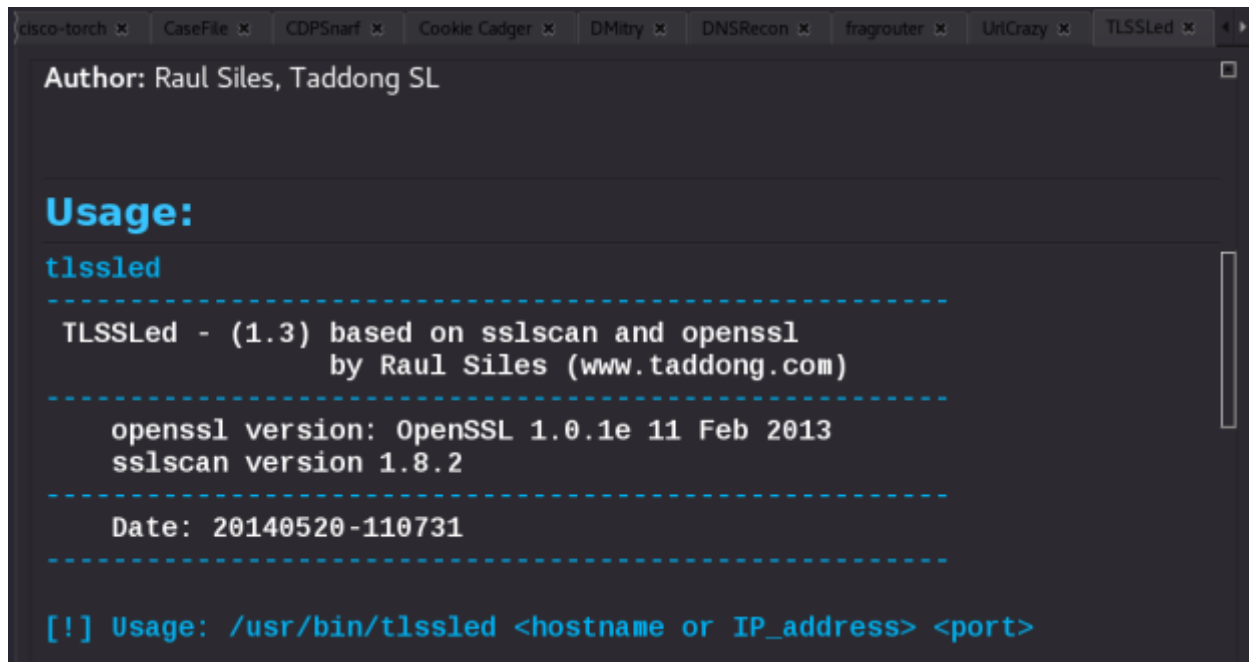 cisco-torch × CaseFile × CDPSnarf × Cookie Cadger × DMitry × DNSRecon × fragrouter × UrlCrazy × TLSSLed ×
Author: Raul Siles, Taddong SL
Usage:
tlssled
------------------------------------------------------
TLSSLed - (1.3) based on sslscan and openssl
by Raul Siles (www.taddong.com)
------------------------------------------------------
openssl version: OpenSSL 1.0.1e 11 Feb 2013
sslscan version 1.8.2
------------------------------------------------------
Date: 20140520-110731
------------------------------------------------------
[!] Usage: /usr/bin/tlssled <hostname or IP_address> <port>